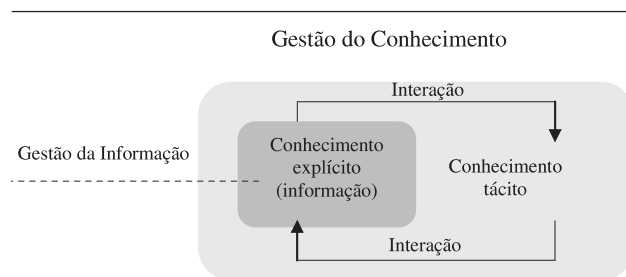 Gestão do Conhecimento
Interação
Gestão da Informação
Conhecimento
explícito
(informação)
Conhecimento
tácito
Interação